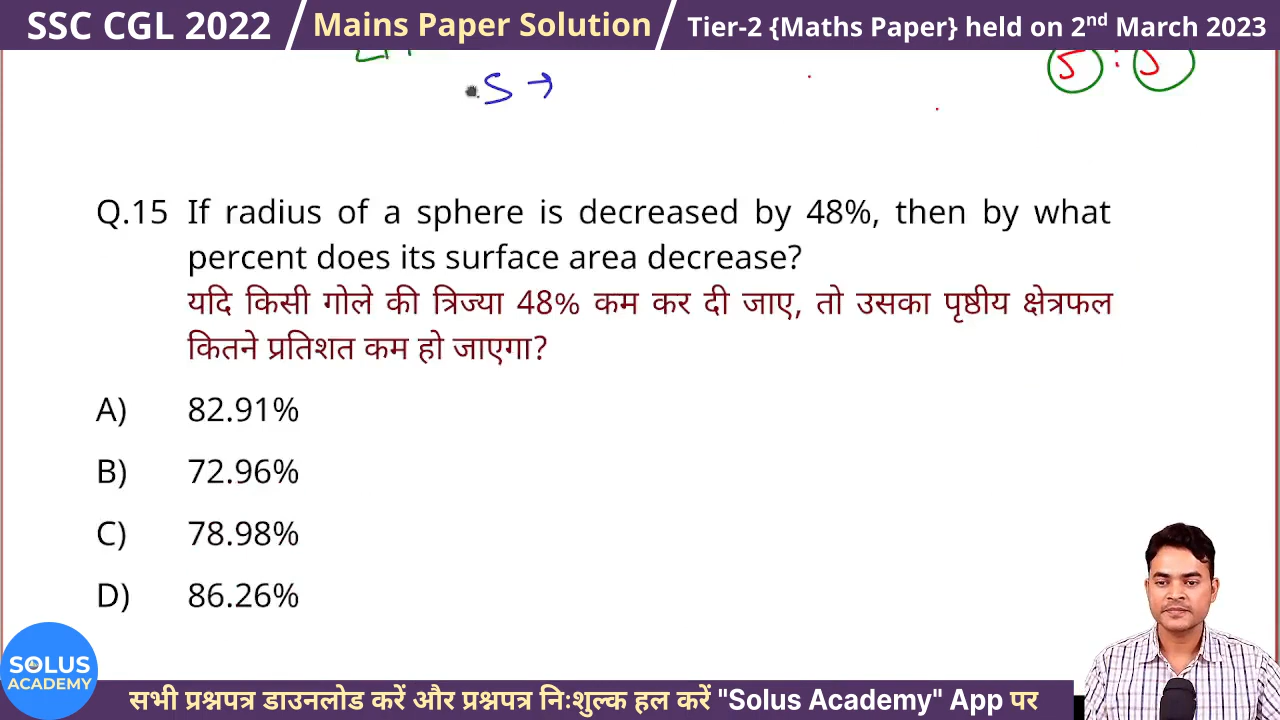 SSC CGL 2022 Mains Paper Solution Tier-2 {Maths Paper} held on 2nd March 2023
S →
5 : 5
Q.15 If radius of a sphere is decreased by 48%, then by what
percent does its surface area decrease?
यदि किसी गोले की त्रिज्या 48% कम कर दी जाए, तो उसका पृष्ठीय क्षेत्रफल
कितने प्रतिशत कम हो जाएगा?
A) 82.91%
B) 72.96%
C) 78.98%
D) 86.26%
SOLUS
ACADEMY
सभी प्रश्नपत्र डाउनलोड करें और प्रश्नपत्र निःशुल्क हल करें "Solus Academy" App पर